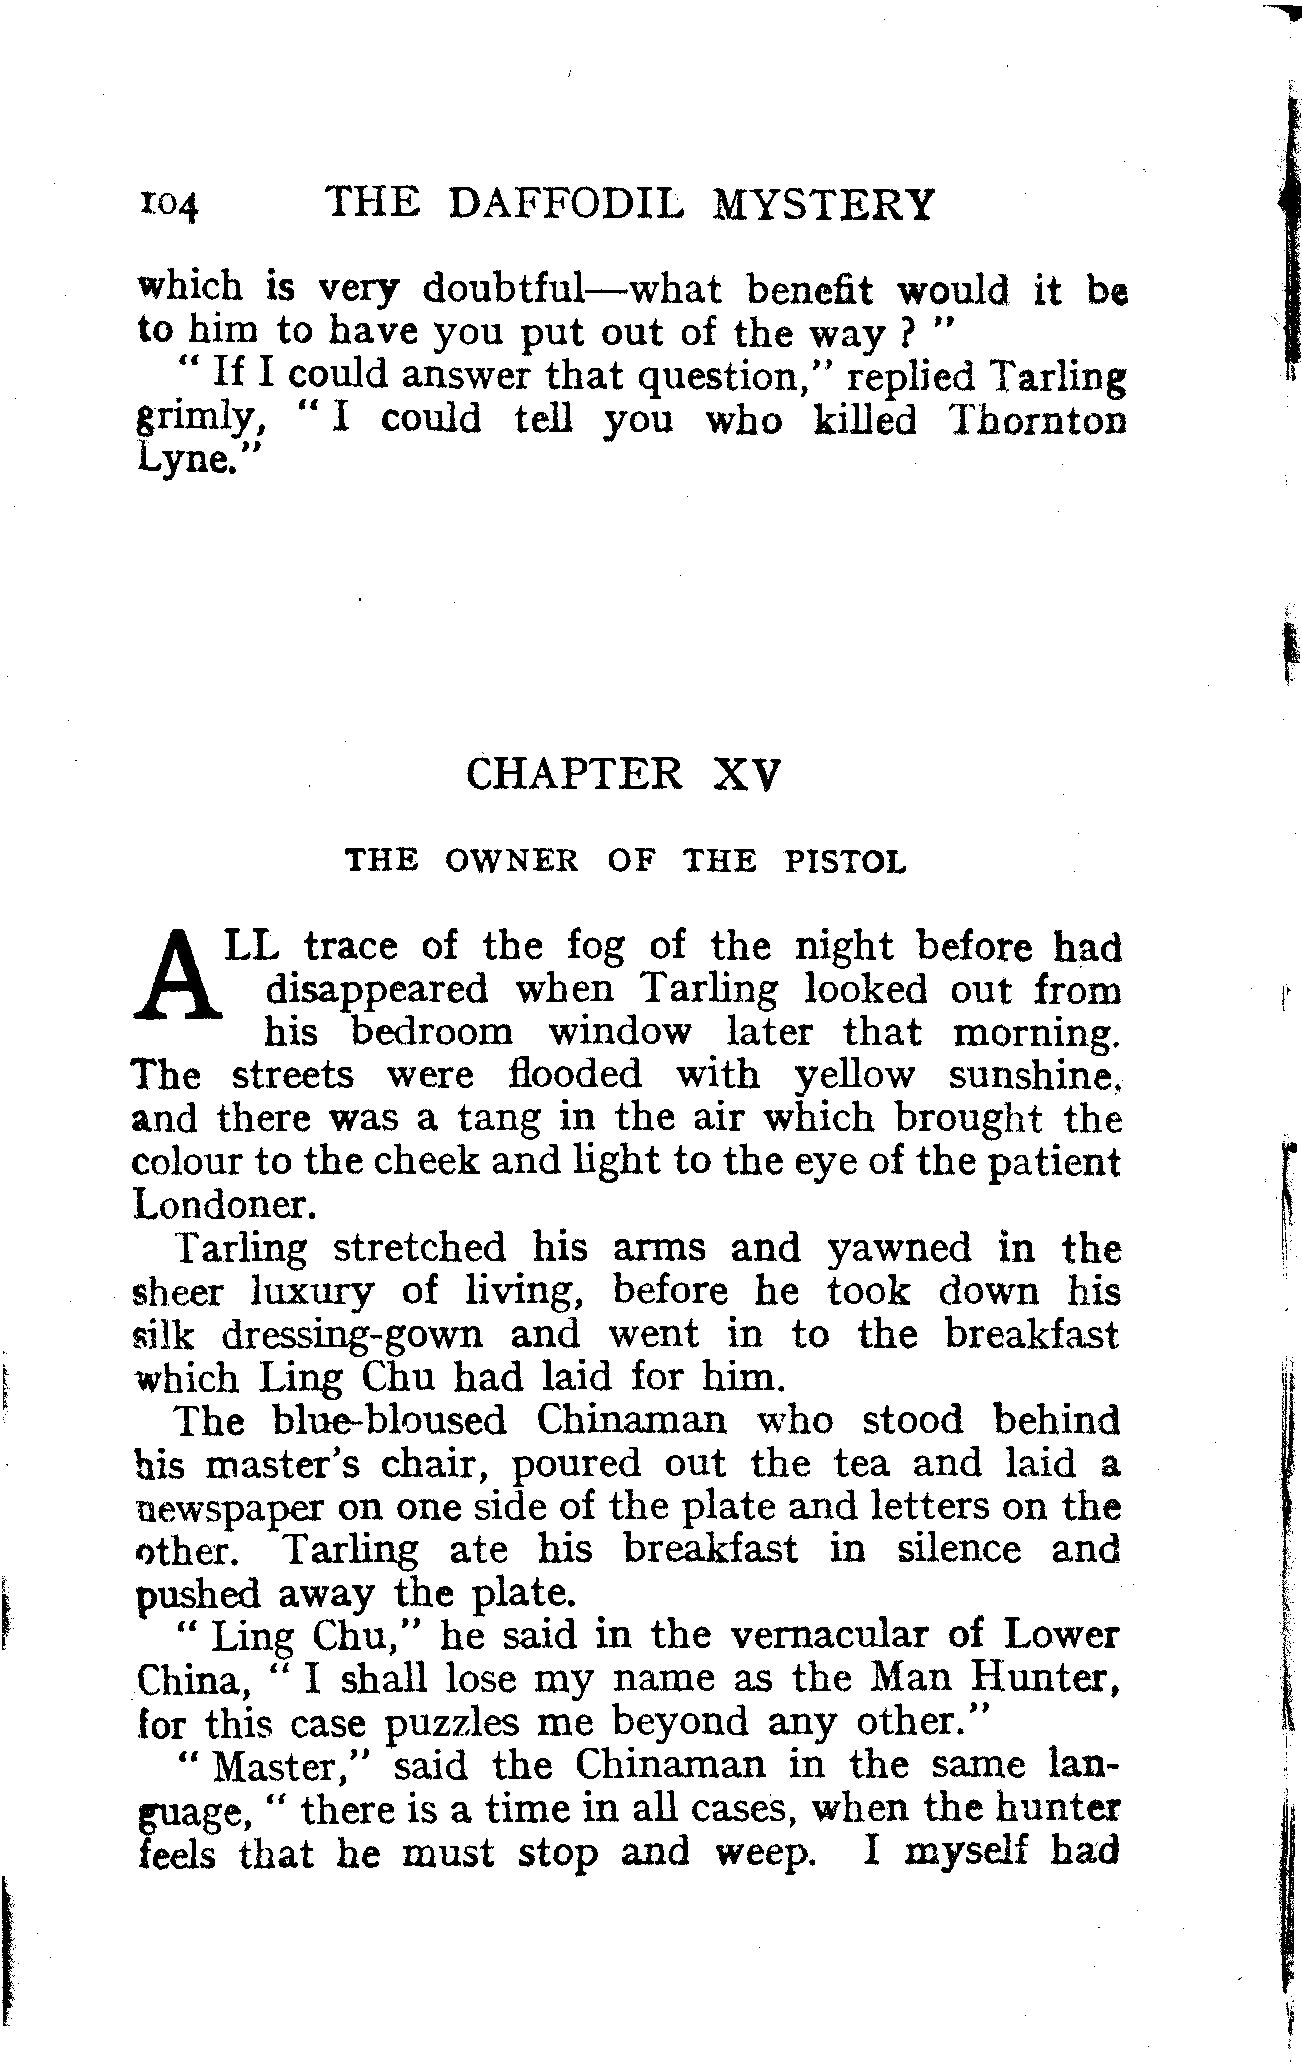 104 THE DAFFODIL MYSTERY
which is very doubtful—what benefit would it be
to him to have you put out of the way ? "
" If I could answer that question," replied Tarling
grimly, " I could tell you who killed Thornton
Lyne."
CHAPTER XV
THE OWNER OF THE PISTOL
ALL trace of the fog of the night before had
disappeared when Tarling looked out from
his bedroom window later that morning.
The streets were flooded with yellow sunshine,
and there was a tang in the air which brought the
colour to the cheek and light to the eye of the patient
Londoner.
Tarling stretched his arms and yawned in the
sheer luxury of living, before he took down his
silk dressing-gown and went in to the breakfast
which Ling Chu had laid for him.
The blue-bloused Chinaman who stood behind
his master's chair, poured out the tea and laid a
newspaper on one side of the plate and letters on the
other. Tarling ate his breakfast in silence and
pushed away the plate.
" Ling Chu," he said in the vernacular of Lower
China, " I shall lose my name as the Man Hunter,
for this case puzzles me beyond any other."
" Master," said the Chinaman in the same lan-
guage, " there is a time in all cases, when the hunter
feels that he must stop and weep. I myself had